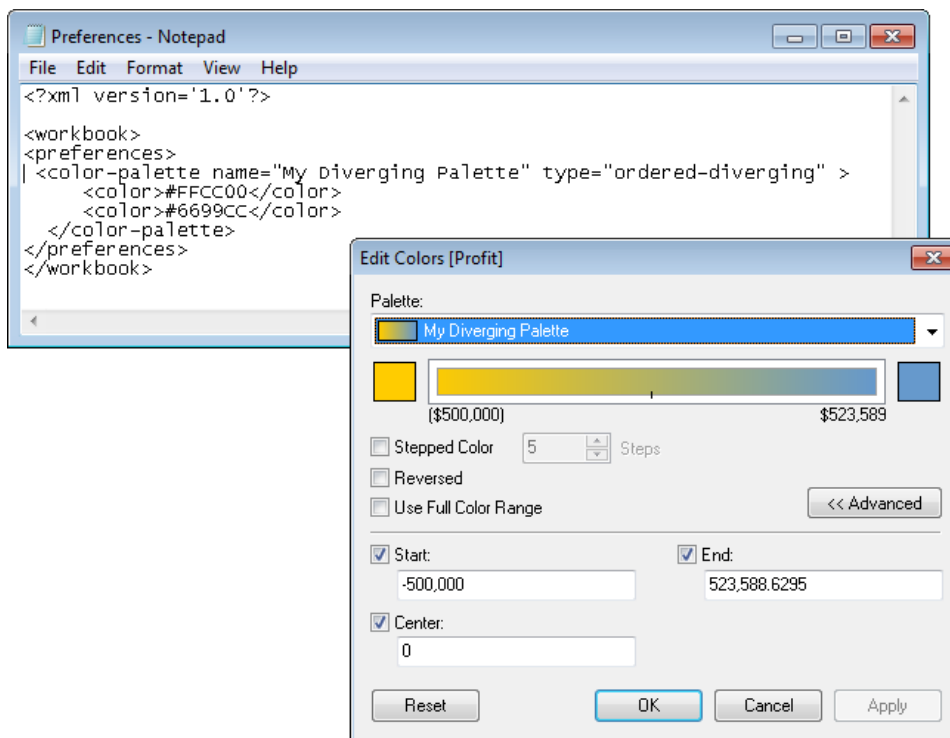 Preferences - Notepad
File Edit Format View Help
<?xml version='1.0'?>
<workbook>
<preferences>
<color-palette name="My Diverging Palette" type="ordered-diverging" >
<color>#FFCC00</color>
<color>#6699CC</color>
</color-palette>
</preferences>
</workbook>
Edit Colors [Profit]
Palette:
My Diverging Palette
($500,000) $523,589
Stepped Color 5 Steps
Reversed
Use Full Color Range
<< Advanced
Start: End:
-500,000 523,588.6295
Center:
0
Reset OK Cancel Apply